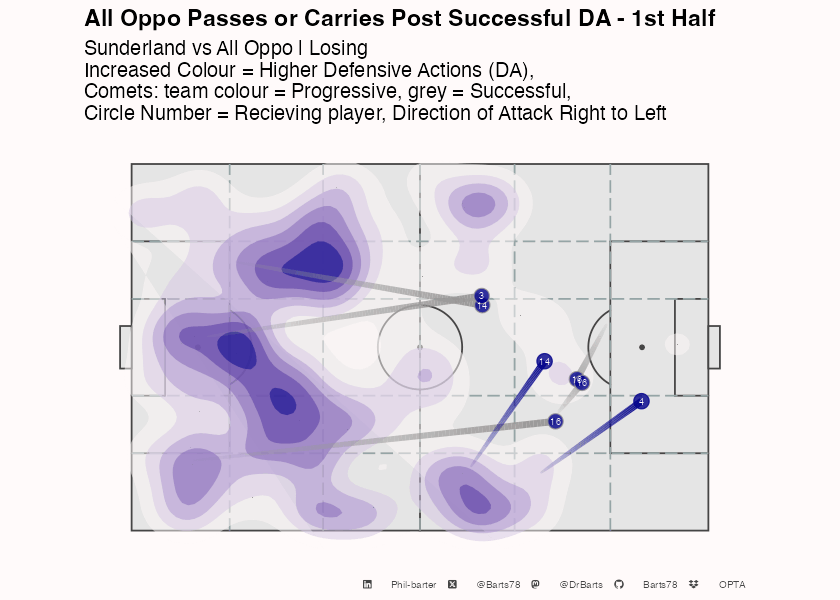 All Oppo Passes or Carries Post Successful DA - 1st Half
Sunderland vs All Oppo | Losing
Increased Colour = Higher Defensive Actions (DA),
Comets: team colour = Progressive, grey = Successful,
Circle Number = Recieving player, Direction of Attack Right to Left
3
14
14
16
4
16
Phil-barter @Barts78 @DrBarts Barts78 OPTA